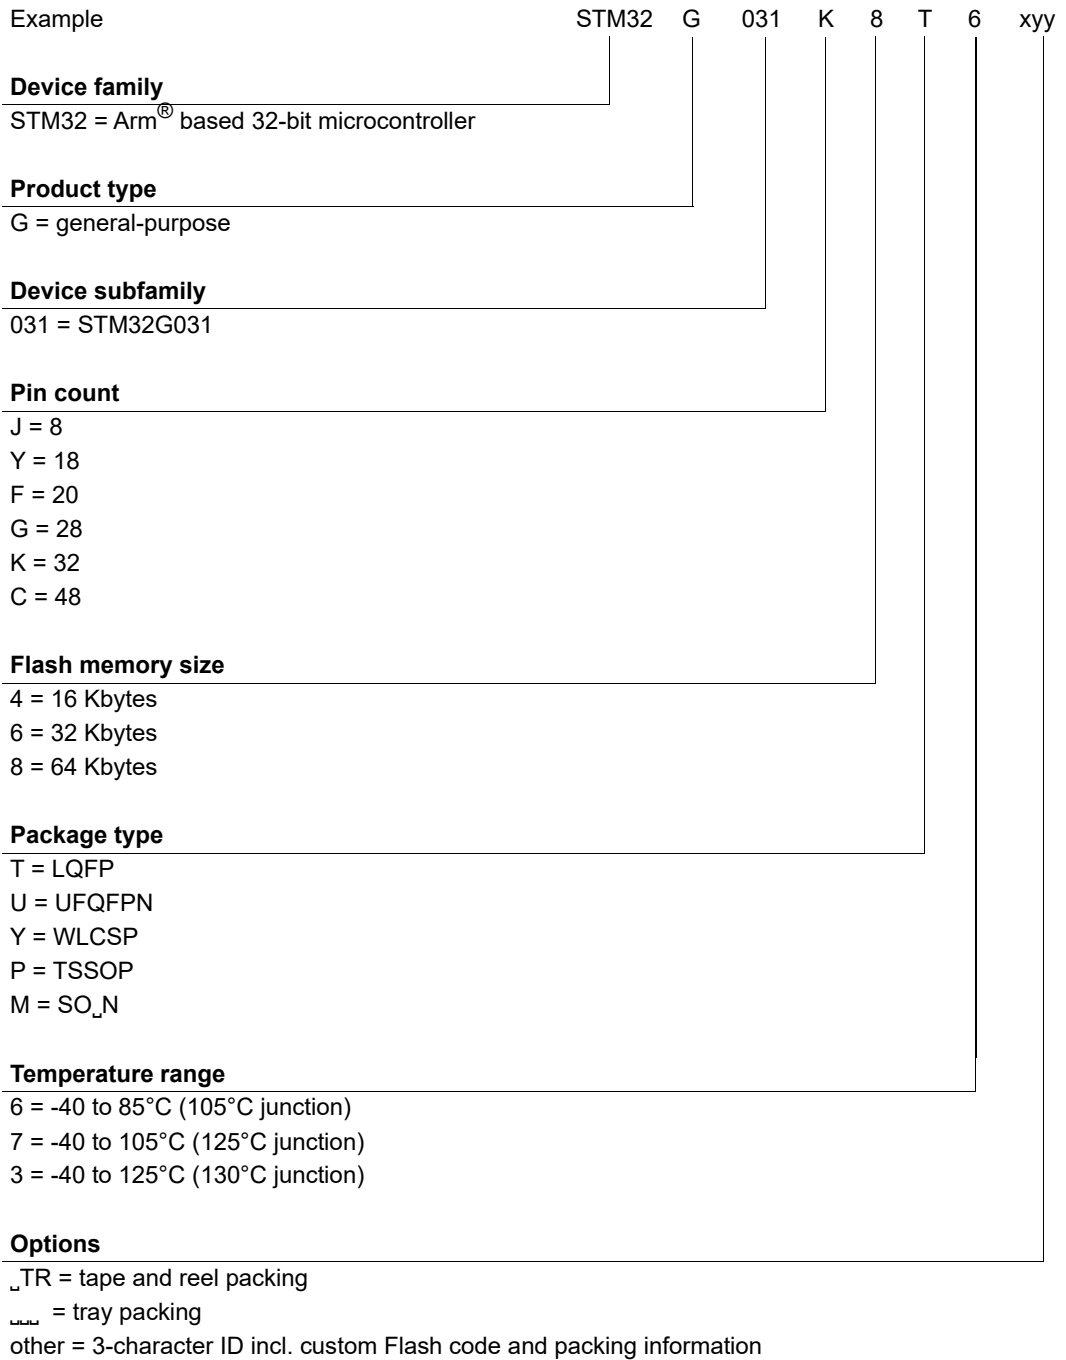 Example STM32 G 031 K 8 T 6 xyy
Device family
STM32 = Arm® based 32-bit microcontroller
Product type
G = general-purpose
Device subfamily
031 = STM32G031
Pin count
J = 8
Y = 18
F = 20
G = 28
K = 32
C = 48
Flash memory size
4 = 16 Kbytes
6 = 32 Kbytes
8 = 64 Kbytes
Package type
T = LQFP
U = UFQFPN
Y = WLCSP
P = TSSOP
M = SO␣N
Temperature range
6 = -40 to 85°C (105°C junction)
7 = -40 to 105°C (125°C junction)
3 = -40 to 125°C (130°C junction)
Options
␣TR = tape and reel packing
␣␣␣ = tray packing
other = 3-character ID incl. custom Flash code and packing information